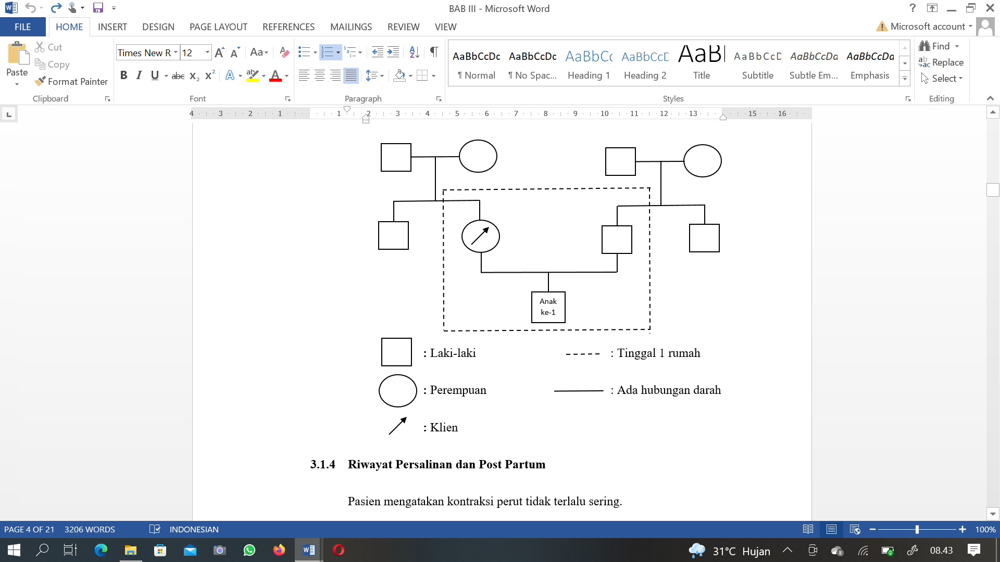 BAB III - Microsoft Word
?
FILE HOME INSERT DESIGN PAGE LAYOUT REFERENCES MAILINGS REVIEW VIEW
Microsoft account
Paste
Cut
Copy
Format Painter
Clipboard
Times New R 12
Aa
B I U abc X₂ X² A ab A
Font
Paragraph
AaBbCcDc AaBbCcDc AaBbCc AaBbCcD AaBl AaBbCcD AaBbCcDa AaBbCcDa
¶ Normal ¶ No Spac... Heading 1 Heading 2 Title Subtitle Subtle Em... Emphasis
Styles
Find
Replace
Select
Editing
4 3 2 1 1 2 3 4 5 6 7 8 9 10 11 12 13 15 16
Anak
ke-1
: Laki-laki : Tinggal 1 rumah
: Perempuan : Ada hubungan darah
: Klien
3.1.4 Riwayat Persalinan dan Post Partum
Pasien mengatakan kontraksi perut tidak terlalu sering.
PAGE 4 OF 21 3206 WORDS INDONESIAN 100%
31°C Hujan 08.43